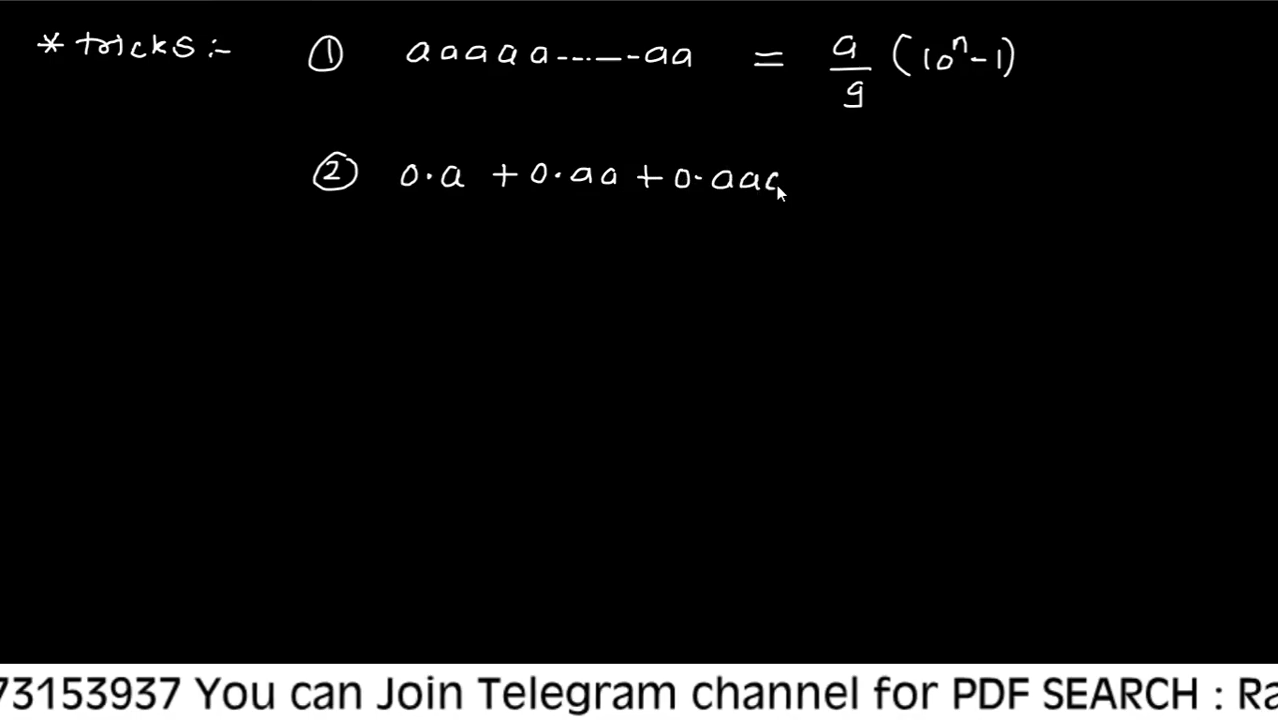 * tricks :- ① aaaaa-------aa = a/9 (10ⁿ-1)
② 0.a + 0.aa + 0.aaa
73153937 You can Join Telegram channel for PDF SEARCH : Ra